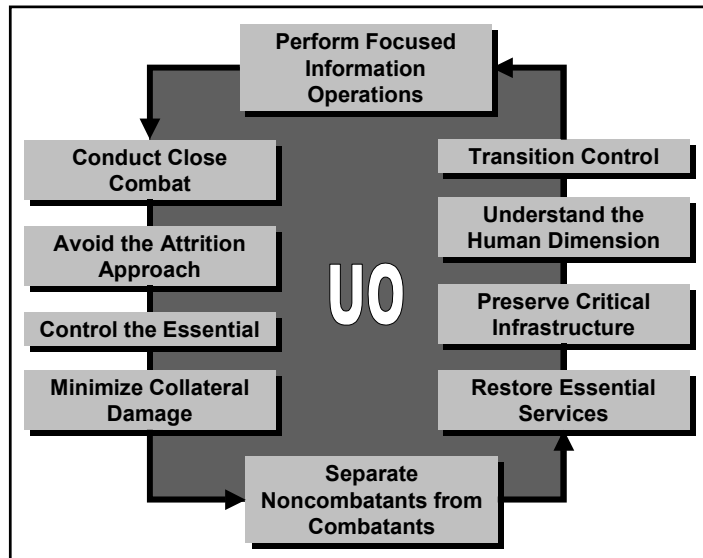 Perform Focused
Information
Operations
Conduct Close
Combat
Avoid the Attrition
Approach
Control the Essential
Minimize Collateral
Damage
Separate
Noncombatants from
Combatants
Restore Essential
Services
Preserve Critical
Infrastructure
Understand the
Human Dimension
Transition Control
UO